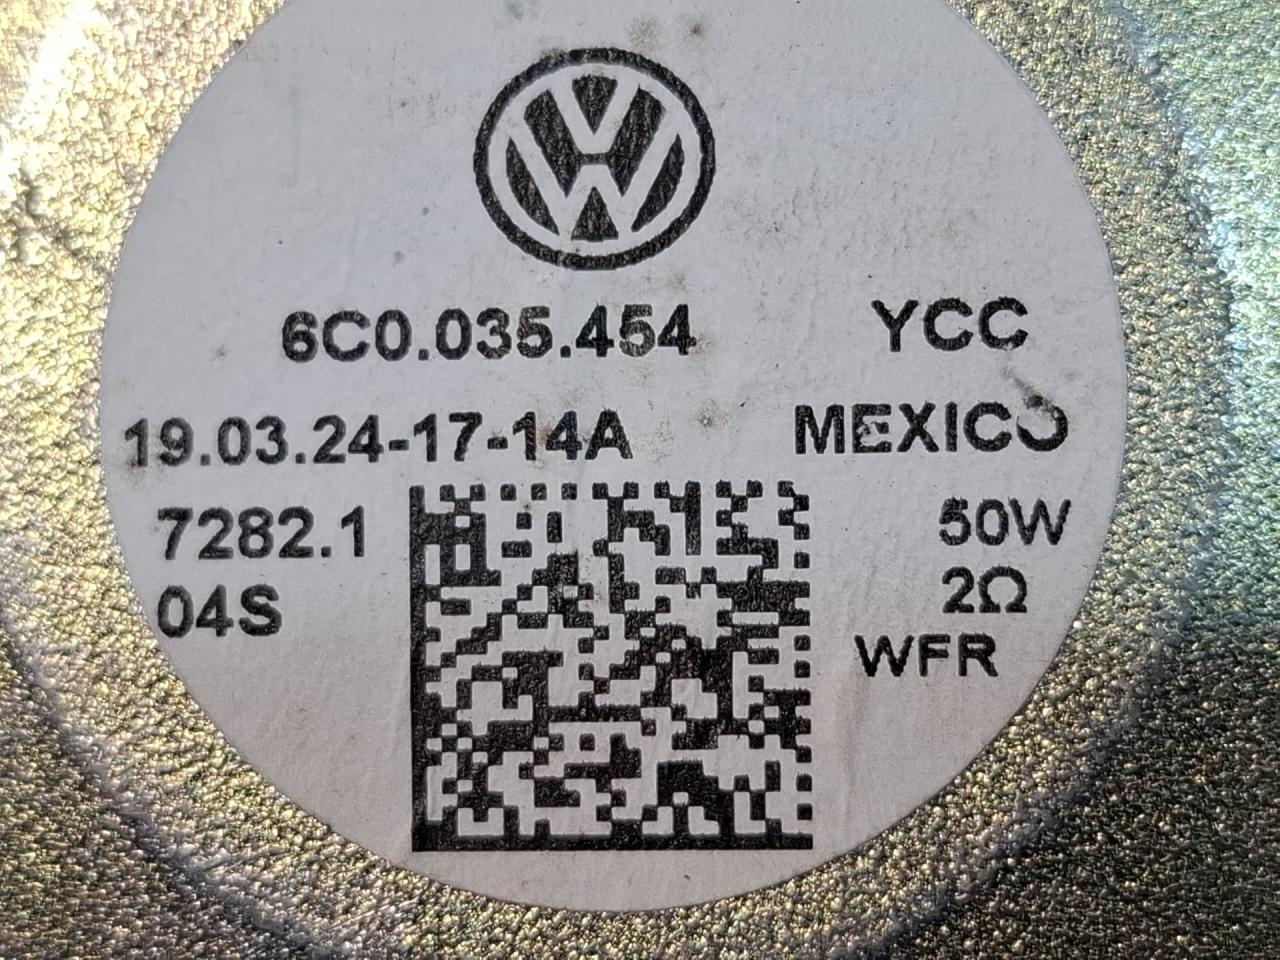 6C0.035.454 YCC
19.03.24-17-14A MEXICO
7282.1 50W
04S 2Ω
WFR